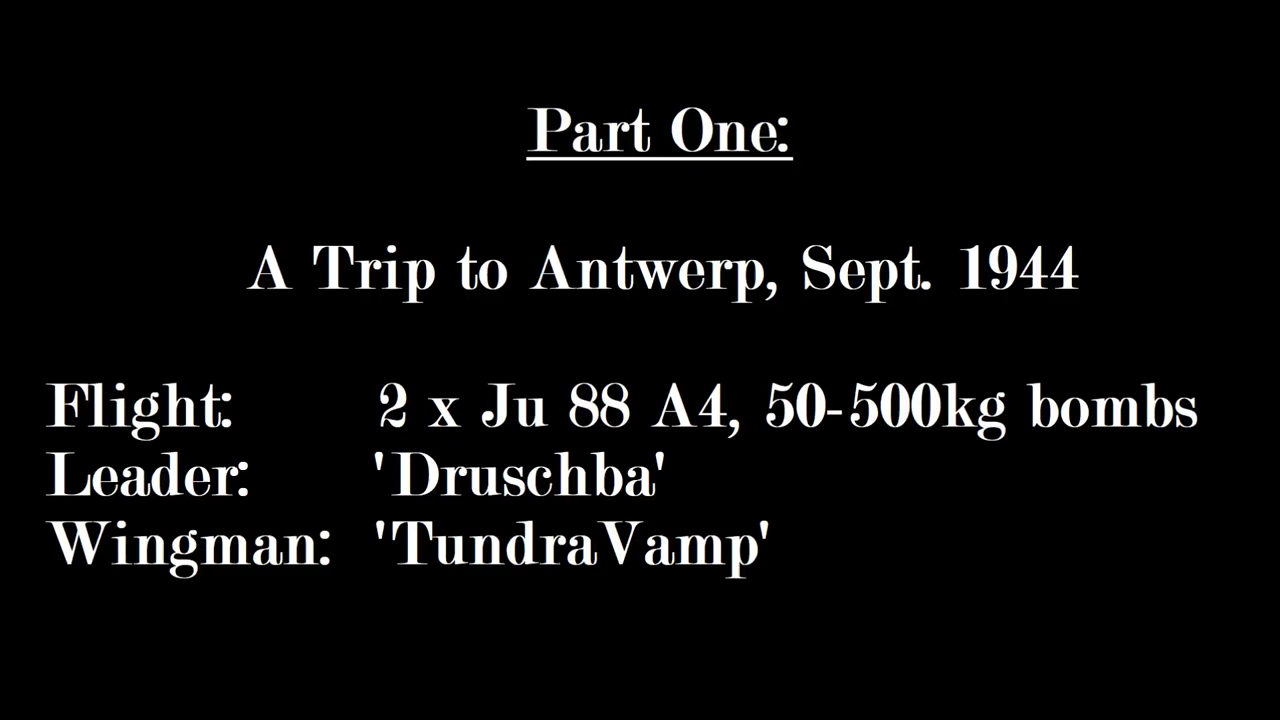 Part One:
A Trip to Antwerp, Sept. 1944
Flight: 2 x Ju 88 A4, 50-500kg bombs
Leader: 'Druschba'
Wingman: 'TundraVamp'